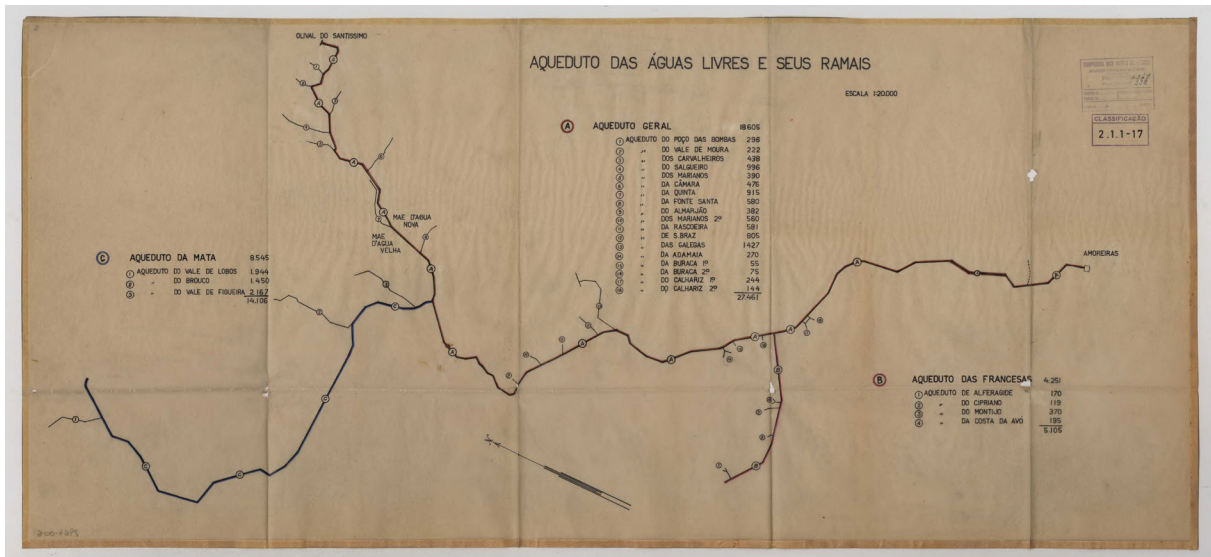 OLIVAL DO SANTISSIMO
AQUEDUTO DAS ÁGUAS LIVRES E SEUS RAMAIS
ESCALA 1:20.000
CLASSIFICAÇÃO
2.1.1-17
A AQUEDUTO GERAL 18605
1 AQUEDUTO DO POÇO DAS BOMBAS 296
2 " DO VALE DE MOURA 222
3 " DOS CARVALHEIROS 438
4 " DO SALGUEIRO 996
5 " DOS MARIANOS 390
6 " DA CÂMARA 476
7 " DA QUINTA 915
8 " DA FONTE SANTA 580
9 " DO ALMARJÃO 382
10 " DOS MARIANOS 2º 560
11 " DA RASCOEIRA 581
12 " DE S.BRAZ 805
13 " DAS GALEGAS 1427
14 " DA ADAMAIA 270
15 " DA BURACA 1º 55
16 " DA BURACA 2º 75
17 " DO CALHARIZ 1º 244
18 " DO CALHARIZ 2º 144
27.461
MAE D'AGUA
NOVA
MAE
D'AGUA
VELHA
C AQUEDUTO DA MATA 8.545
1 AQUEDUTO DO VALE DE LOBOS 1.944
2 " DO BROUCO 1.450
3 " DO VALE DE FIGUEIRA 2.167
14.106
AMOREIRAS
B AQUEDUTO DAS FRANCESAS 4.251
1 AQUEDUTO DE ALFERAGIDE 170
2 " DO CIPRIANO 119
3 " DO MONTIJO 370
4 " DA COSTA DA AVÓ 195
5.105